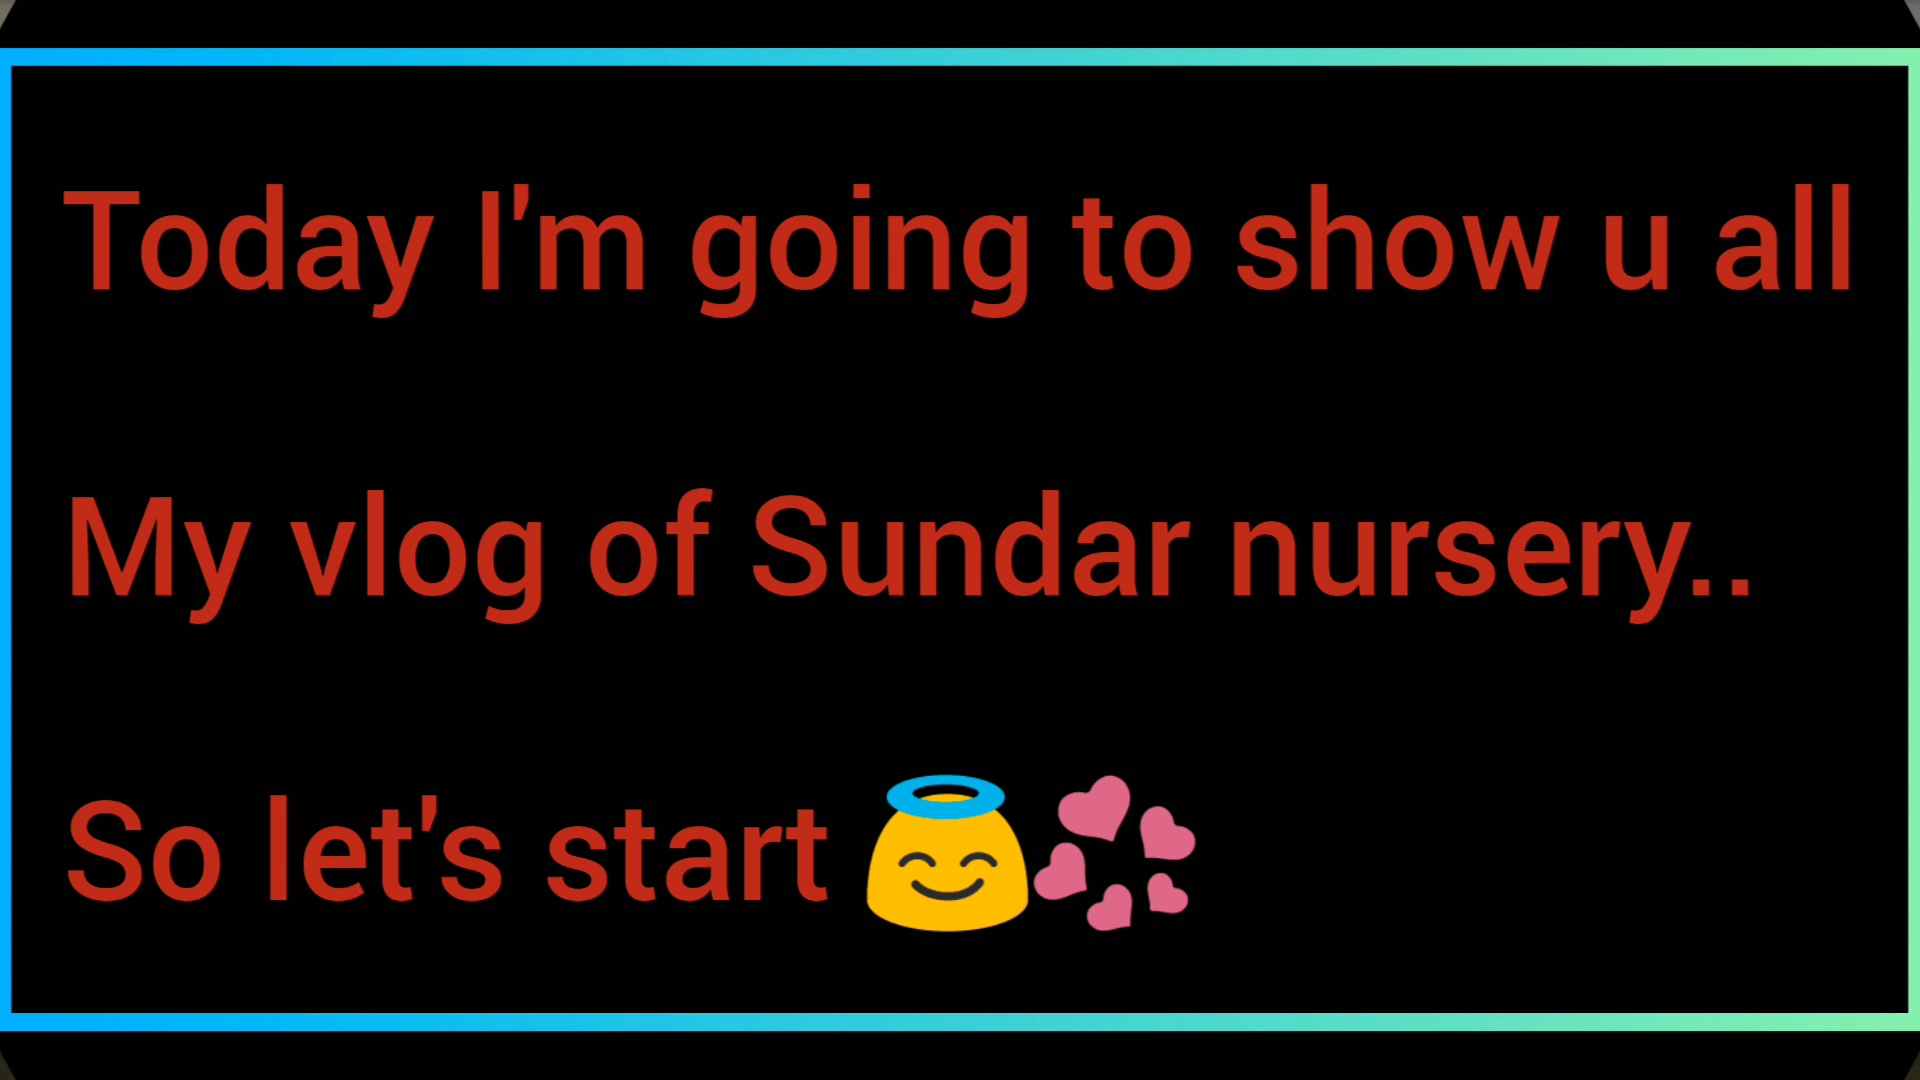 Today I'm going to show u all
My vlog of Sundar nursery..
So let's start 😇💞